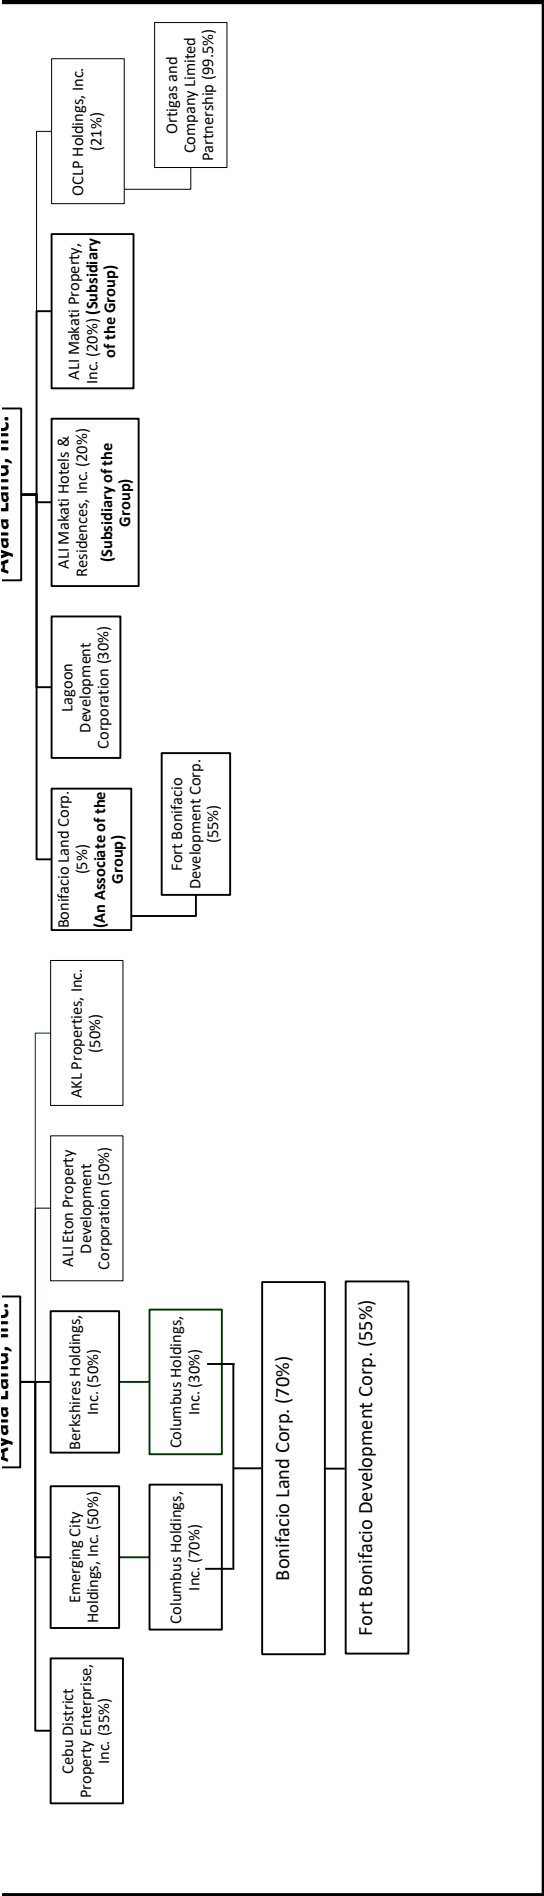 Ayala Land, Inc.
Cebu District
Property Enterprise,
Inc. (35%)
Emerging City
Holdings, Inc. (50%)
Berkshires Holdings,
Inc. (50%)
ALI Eton Property
Development
Corporation (50%)
AKL Properties, Inc.
(50%)
Columbus Holdings,
Inc. (70%)
Columbus Holdings,
Inc. (30%)
Bonifacio Land Corp. (70%)
Fort Bonifacio Development Corp. (55%)
Ayala Land, Inc.
Bonifacio Land Corp.
(5%)
(An Associate of the
Group)
Lagoon
Development
Corporation (30%)
ALI Makati Hotels &
Residences, Inc. (20%)
(Subsidiary of the
Group)
ALI Makati Property,
Inc. (20%) (Subsidiary
of the Group)
OCLP Holdings, Inc.
(21%)
Fort Bonifacio
Development Corp.
(55%)
Ortigas and
Company Limited
Partnership (99.5%)